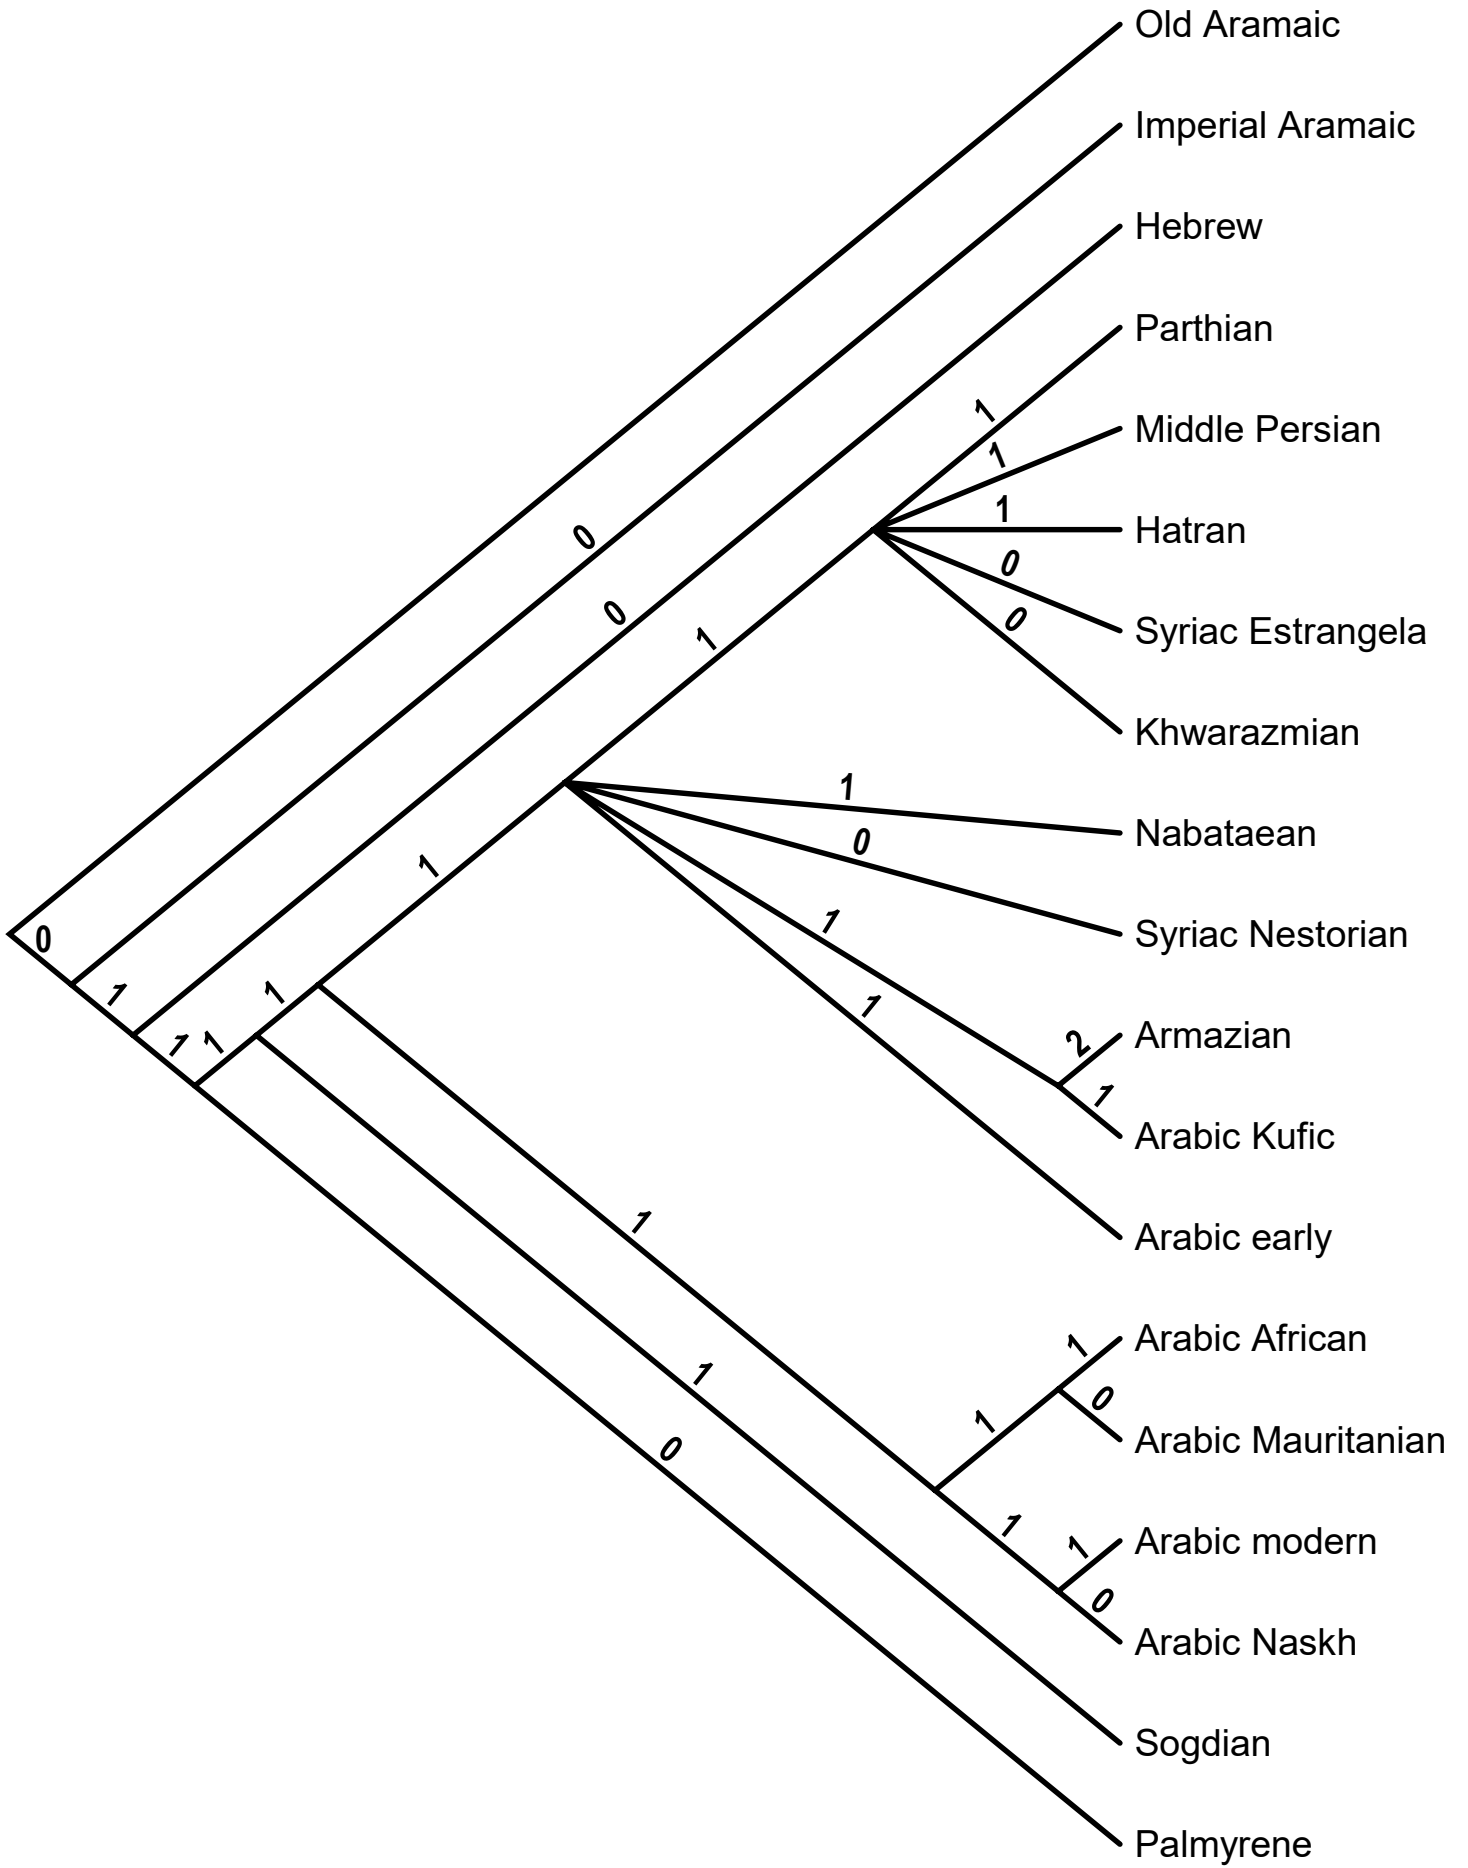 Old Aramaic
Imperial Aramaic
Hebrew
Parthian
1
Middle Persian
1
1
Hatran
0
0
Syriac Estrangela
0
0
1
Khwarazmian
1
Nabataean
0
1
Syriac Nestorian
1
0
1
1
1
1
1
2
Armazian
1
Arabic Kufic
1
Arabic early
1
Arabic African
1
0
1
Arabic Mauritanian
0
1
1
Arabic modern
0
Arabic Naskh
Sogdian
Palmyrene